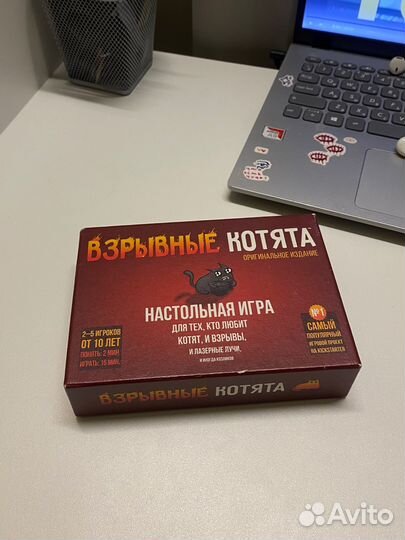 ВЗРЫВНЫЕ КОТЯТА
ОРИГИНАЛЬНОЕ ИЗДАНИЕ
НАСТОЛЬНАЯ ИГРА
ДЛЯ ТЕХ, КТО ЛЮБИТ
КОТЯТ, И ВЗРЫВЫ,
И ЛАЗЕРНЫЕ ЛУЧИ,
И ИНОГДА КОЗЛИКОВ
2–5 ИГРОКОВ
ОТ 10 ЛЕТ
ПОНЯТЬ: 2 МИН
ИГРАТЬ: 15 МИН.
№1
САМЫЙ
ПОПУЛЯРНЫЙ
ИГРОВОЙ ПРОЕКТ
НА KICKSTARTER
ВЗРЫВНЫЕ КОТЯТА
Avito